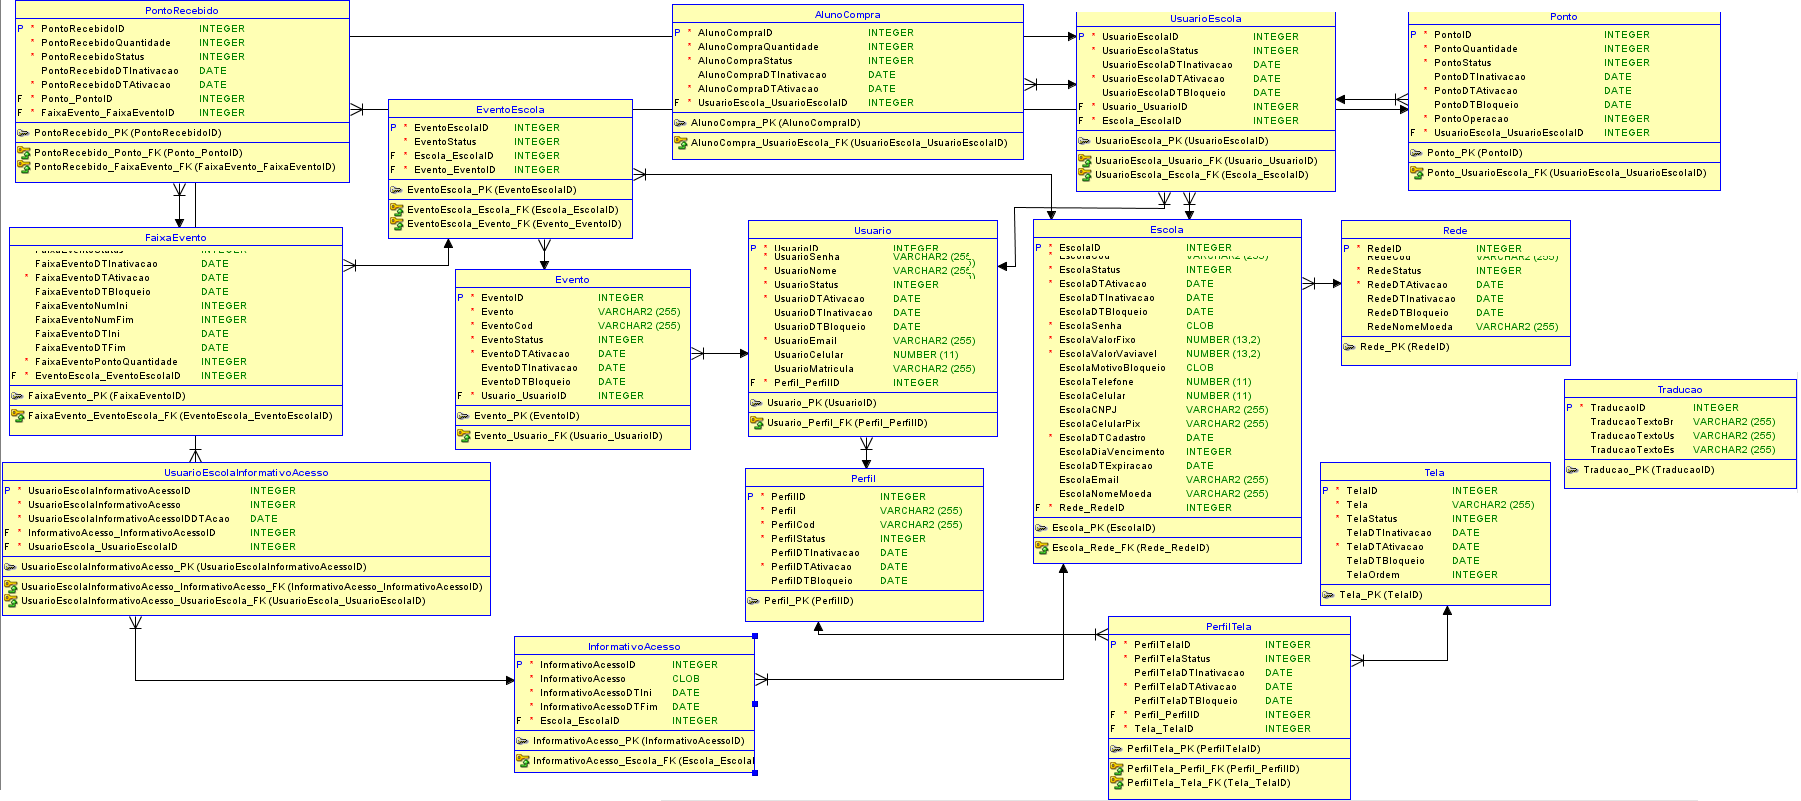 PontoRecebido
P * PontoRecebidoID INTEGER
* PontoRecebidoQuantidade INTEGER
* PontoRecebidoStatus INTEGER
PontoRecebidoDTInativacao DATE
* PontoRecebidoDTAtivacao DATE
F * Ponto_PontoID INTEGER
F * FaixaEvento_FaixaEventoID INTEGER
PontoRecebido_PK (PontoRecebidoID)
PontoRecebido_Ponto_FK (Ponto_PontoID)
PontoRecebido_FaixaEvento_FK (FaixaEvento_FaixaEventoID)
AlunoCompra
P * AlunoCompraID INTEGER
* AlunoCompraQuantidade INTEGER
* AlunoCompraStatus INTEGER
AlunoCompraDTInativacao DATE
* AlunoCompraDTAtivacao DATE
F * UsuarioEscola_UsuarioEscolaID INTEGER
AlunoCompra_PK (AlunoCompraID)
AlunoCompra_UsuarioEscola_FK (UsuarioEscola_UsuarioEscolaID)
UsuarioEscola
P * UsuarioEscolaID INTEGER
* UsuarioEscolaStatus INTEGER
UsuarioEscolaDTInativacao DATE
* UsuarioEscolaDTAtivacao DATE
UsuarioEscolaDTBloqueio DATE
F * Usuario_UsuarioID INTEGER
F * Escola_EscolaID INTEGER
UsuarioEscola_PK (UsuarioEscolaID)
UsuarioEscola_Usuario_FK (Usuario_UsuarioID)
UsuarioEscola_Escola_FK (Escola_EscolaID)
Ponto
P * PontoID INTEGER
* PontoQuantidade INTEGER
* PontoStatus INTEGER
PontoDTInativacao DATE
* PontoDTAtivacao DATE
PontoDTBloqueio DATE
* PontoOperacao INTEGER
F * UsuarioEscola_UsuarioEscolaID INTEGER
Ponto_PK (PontoID)
Ponto_UsuarioEscola_FK (UsuarioEscola_UsuarioEscolaID)
EventoEscola
P * EventoEscolaID INTEGER
* EventoStatus INTEGER
F * Escola_EscolaID INTEGER
F * Evento_EventoID INTEGER
EventoEscola_PK (EventoEscolaID)
EventoEscola_Escola_FK (Escola_EscolaID)
EventoEscola_Evento_FK (Evento_EventoID)
FaixaEvento
FaixaEventoStatus INTEGER
FaixaEventoDTInativacao DATE
* FaixaEventoDTAtivacao DATE
FaixaEventoDTBloqueio DATE
FaixaEventoNumIni INTEGER
FaixaEventoNumFim INTEGER
FaixaEventoDTIni DATE
FaixaEventoDTFim DATE
* FaixaEventoPontoQuantidade INTEGER
F * EventoEscola_EventoEscolaID INTEGER
FaixaEvento_PK (FaixaEventoID)
FaixaEvento_EventoEscola_FK (EventoEscola_EventoEscolaID)
Evento
P * EventoID INTEGER
* Evento VARCHAR2 (255)
* EventoCod VARCHAR2 (255)
* EventoStatus INTEGER
* EventoDTAtivacao DATE
EventoDTInativacao DATE
EventoDTBloqueio DATE
F * Usuario_UsuarioID INTEGER
Evento_PK (EventoID)
Evento_Usuario_FK (Usuario_UsuarioID)
Usuario
P * UsuarioID INTEGER
* UsuarioSenha VARCHAR2 (255)
* UsuarioNome VARCHAR2 (255)
* UsuarioStatus INTEGER
* UsuarioDTAtivacao DATE
UsuarioDTInativacao DATE
UsuarioDTBloqueio DATE
* UsuarioEmail VARCHAR2 (255)
UsuarioCelular NUMBER (11)
UsuarioMatricula VARCHAR2 (255)
F * Perfil_PerfilID INTEGER
Usuario_PK (UsuarioID)
Usuario_Perfil_FK (Perfil_PerfilID)
Escola
P * EscolaID INTEGER
EscolaCod VARCHAR2 (255)
* EscolaStatus INTEGER
* EscolaDTAtivacao DATE
EscolaDTInativacao DATE
EscolaDTBloqueio DATE
* EscolaSenha CLOB
* EscolaValorFixo NUMBER (13,2)
* EscolaValorVaviavel NUMBER (13,2)
EscolaMotivoBloqueio CLOB
EscolaTelefone NUMBER (11)
EscolaCelular NUMBER (11)
EscolaCNPJ VARCHAR2 (255)
EscolaCelularPix VARCHAR2 (255)
* EscolaDTCadastro DATE
EscolaDiaVencimento INTEGER
EscolaDTExpiracao DATE
EscolaEmail VARCHAR2 (255)
EscolaNomeMoeda VARCHAR2 (255)
F * Rede_RedeID INTEGER
Escola_PK (EscolaID)
Escola_Rede_FK (Rede_RedeID)
Rede
P * RedeID INTEGER
RedeCod VARCHAR2 (255)
* RedeStatus INTEGER
* RedeDTAtivacao DATE
RedeDTInativacao DATE
RedeDTBloqueio DATE
RedeNomeMoeda VARCHAR2 (255)
Rede_PK (RedeID)
Traducao
P * TraducaoID INTEGER
TraducaoTextoBr VARCHAR2 (255)
TraducaoTextoUs VARCHAR2 (255)
TraducaoTextoEs VARCHAR2 (255)
Traducao_PK (TraducaoID)
UsuarioEscolaInformativoAcesso
P * UsuarioEscolaInformativoAcessoID INTEGER
* UsuarioEscolaInformativoAcesso INTEGER
* UsuarioEscolaInformativoAcessoIDDTAcao DATE
F * InformativoAcesso_InformativoAcessoID INTEGER
F * UsuarioEscola_UsuarioEscolaID INTEGER
UsuarioEscolaInformativoAcesso_PK (UsuarioEscolaInformativoAcessoID)
UsuarioEscolaInformativoAcesso_InformativoAcesso_FK (InformativoAcesso_InformativoAcessoID)
UsuarioEscolaInformativoAcesso_UsuarioEscola_FK (UsuarioEscola_UsuarioEscolaID)
Perfil
P * PerfilID INTEGER
* Perfil VARCHAR2 (255)
* PerfilCod VARCHAR2 (255)
* PerfilStatus INTEGER
PerfilDTInativacao DATE
* PerfilDTAtivacao DATE
PerfilDTBloqueio DATE
Perfil_PK (PerfilID)
Tela
P * TelaID INTEGER
* Tela VARCHAR2 (255)
* TelaStatus INTEGER
TelaDTInativacao DATE
* TelaDTAtivacao DATE
TelaDTBloqueio DATE
TelaOrdem INTEGER
Tela_PK (TelaID)
InformativoAcesso
P * InformativoAcessoID INTEGER
* InformativoAcesso CLOB
* InformativoAcessoDTIni DATE
* InformativoAcessoDTFim DATE
F * Escola_EscolaID INTEGER
InformativoAcesso_PK (InformativoAcessoID)
InformativoAcesso_Escola_FK (Escola_Escolal
PerfilTela
P * PerfilTelaID INTEGER
* PerfilTelaStatus INTEGER
PerfilTelaDTInativacao DATE
* PerfilTelaDTAtivacao DATE
PerfilTelaDTBloqueio DATE
F * Perfil_PerfilID INTEGER
F * Tela_TelaID INTEGER
PerfilTela_PK (PerfilTelaID)
PerfilTela_Perfil_FK (Perfil_PerfilID)
PerfilTela_Tela_FK (Tela_TelaID)